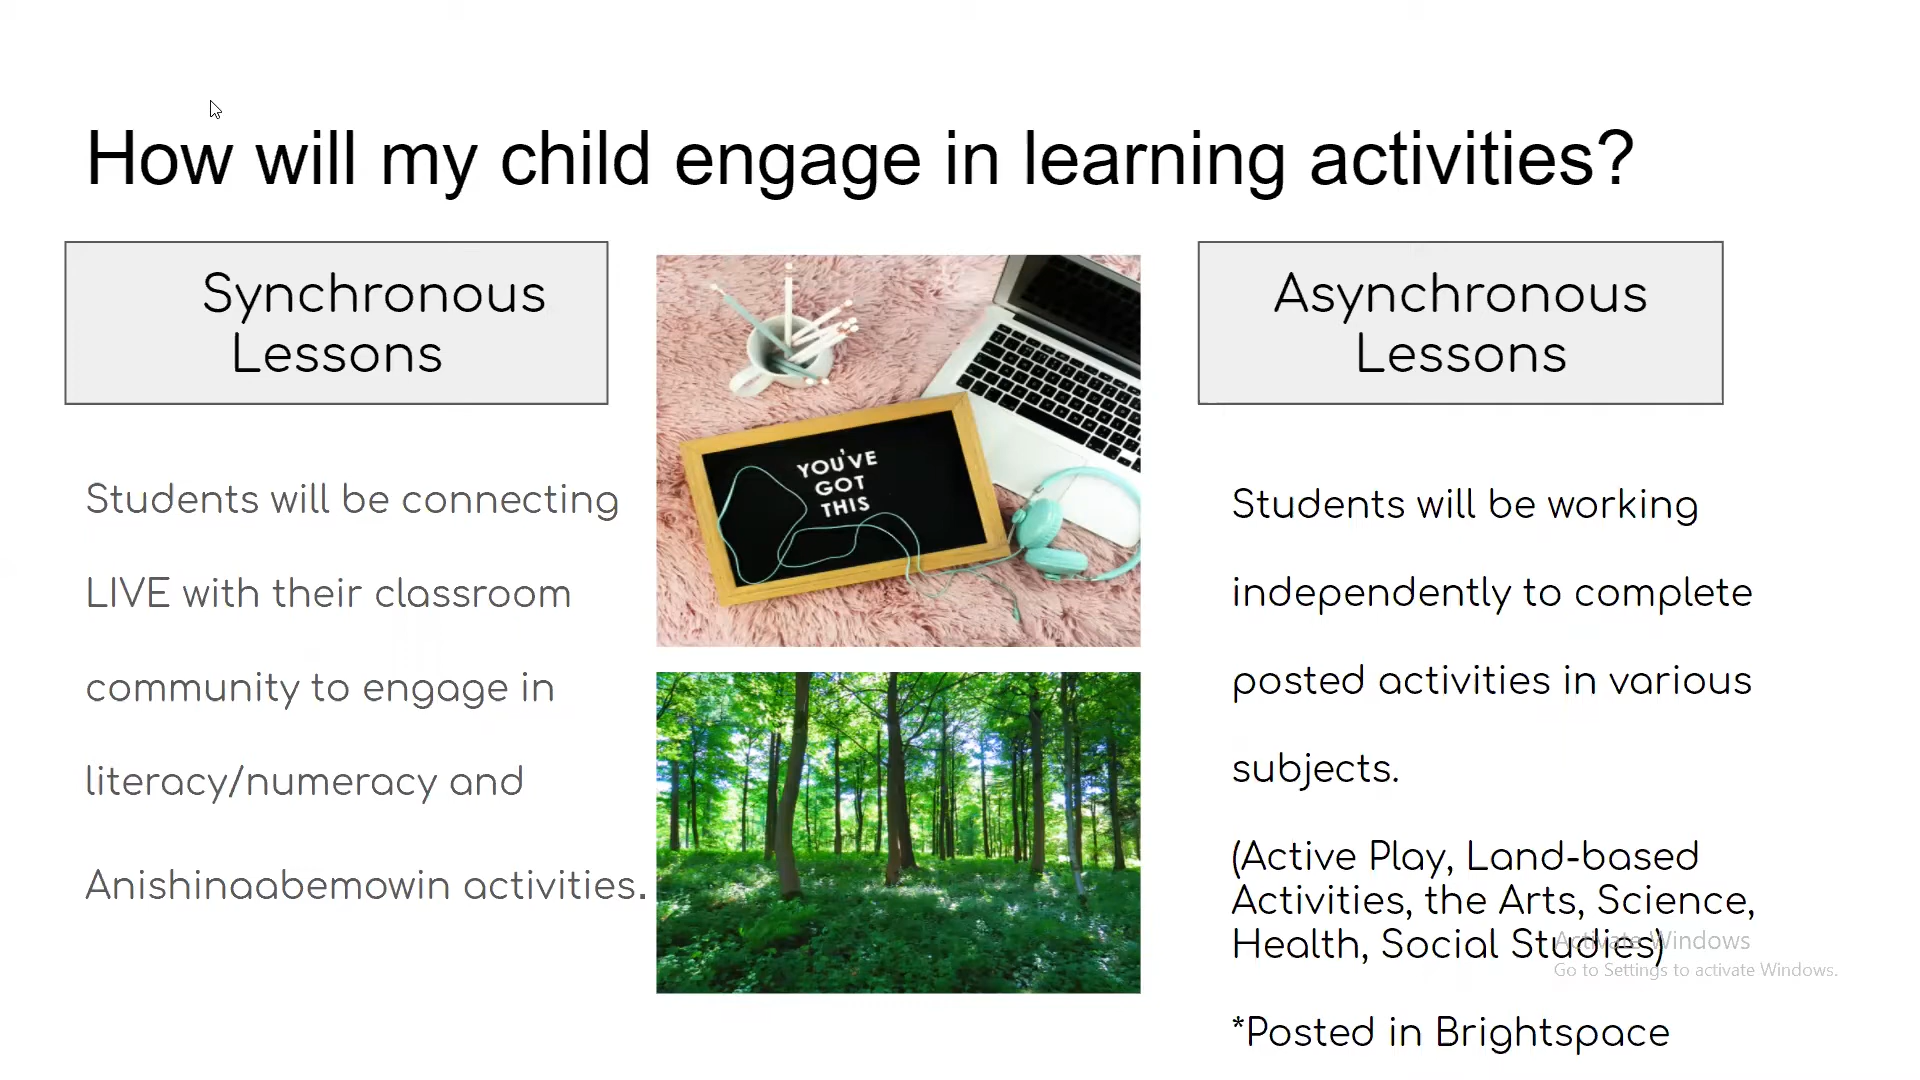 How will my child engage in learning activities?
Synchronous
Lessons
Students will be connecting
LIVE with their classroom
community to engage in
literacy/numeracy and
Anishinaabemowin activities.
YOU'VE
GOT
THIS
Asynchronous
Lessons
Students will be working
independently to complete
posted activities in various
subjects.
(Active Play, Land-based
Activities, the Arts, Science,
Health, Social Studies)
*Posted in Brightspace
Activate Windows
Go to Settings to activate Windows.